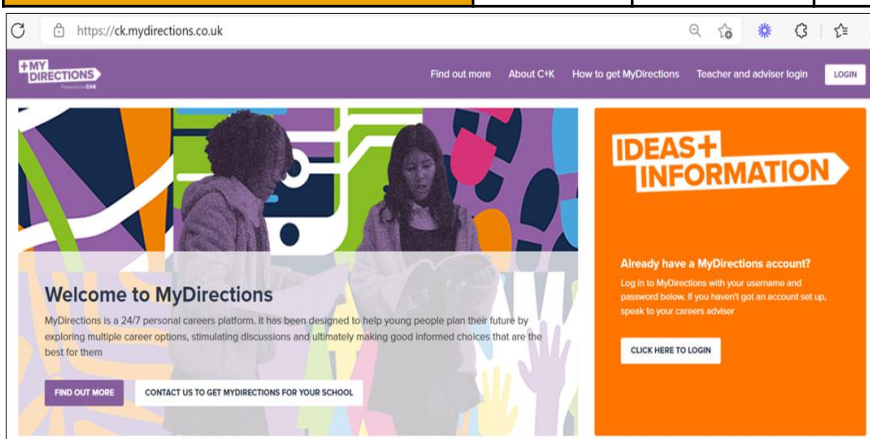 https://ck.mydirections.co.uk
+MY
DIRECTIONS
Powered by C+K
Find out more About C+K How to get MyDirections Teacher and adviser login LOGIN
IDEAS+
INFORMATION
Already have a MyDirections account?
Log in to MyDirections with your username and
password below. If you haven't got an account set up,
speak to your careers adviser
CLICK HERE TO LOGIN
Welcome to MyDirections
MyDirections is a 24/7 personal careers platform. It has been designed to help young people plan their future by
exploring multiple career options, stimulating discussions and ultimately making good informed choices that are the
best for them
FIND OUT MORE CONTACT US TO GET MYDIRECTIONS FOR YOUR SCHOOL